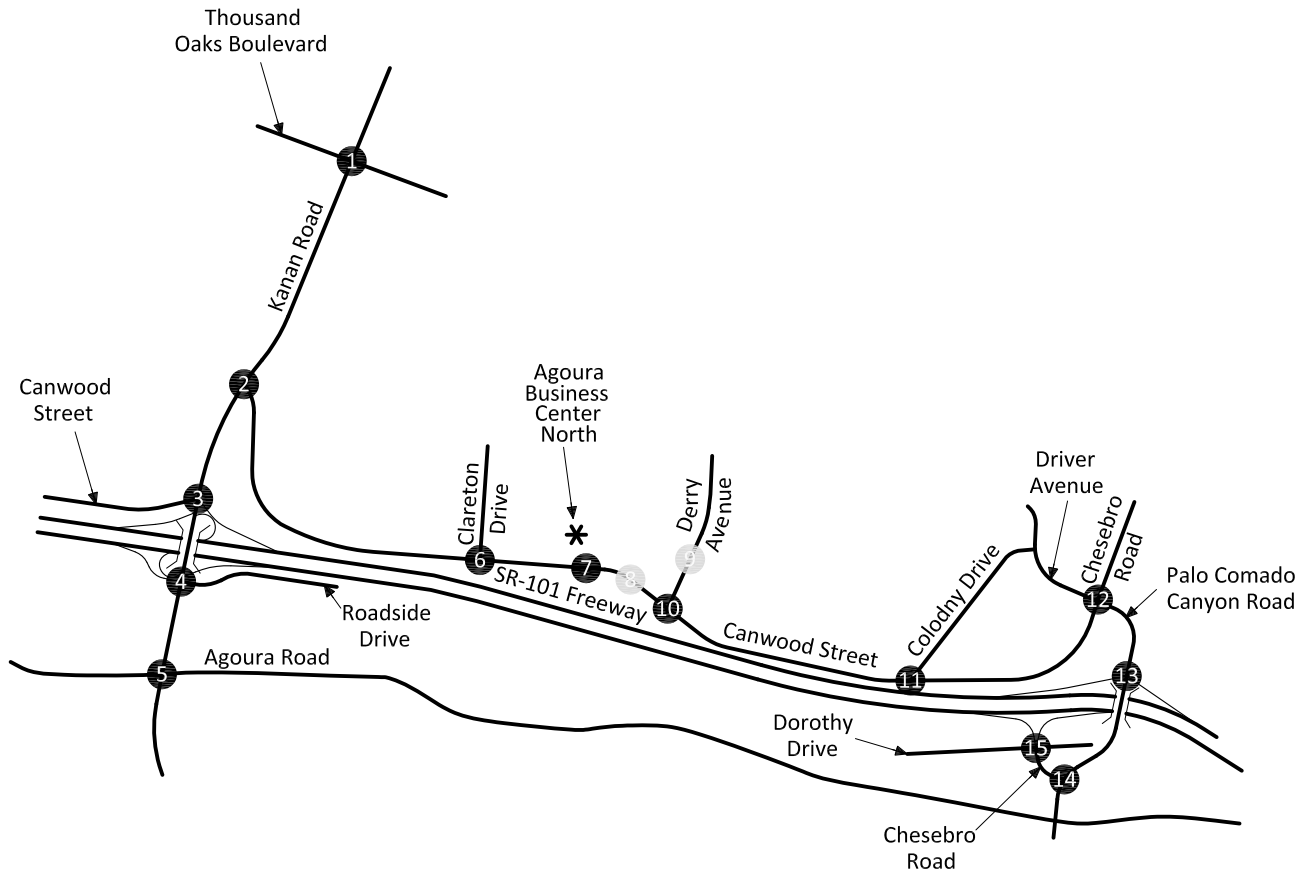 Thousand
Oaks Boulevard
1
Kanan Road
2
Canwood
Street
3
4
Roadside
Drive
5
Agoura Road
Agoura
Business
Center
North
Clareton
Drive
6
7
8
Derry
Avenue
9
10
SR-101 Freeway
Canwood Street
Colodny Drive
11
Driver
Avenue
Chesebro
Road
12
Palo Comado
Canyon Road
13
Dorothy
Drive
15
14
Chesebro
Road